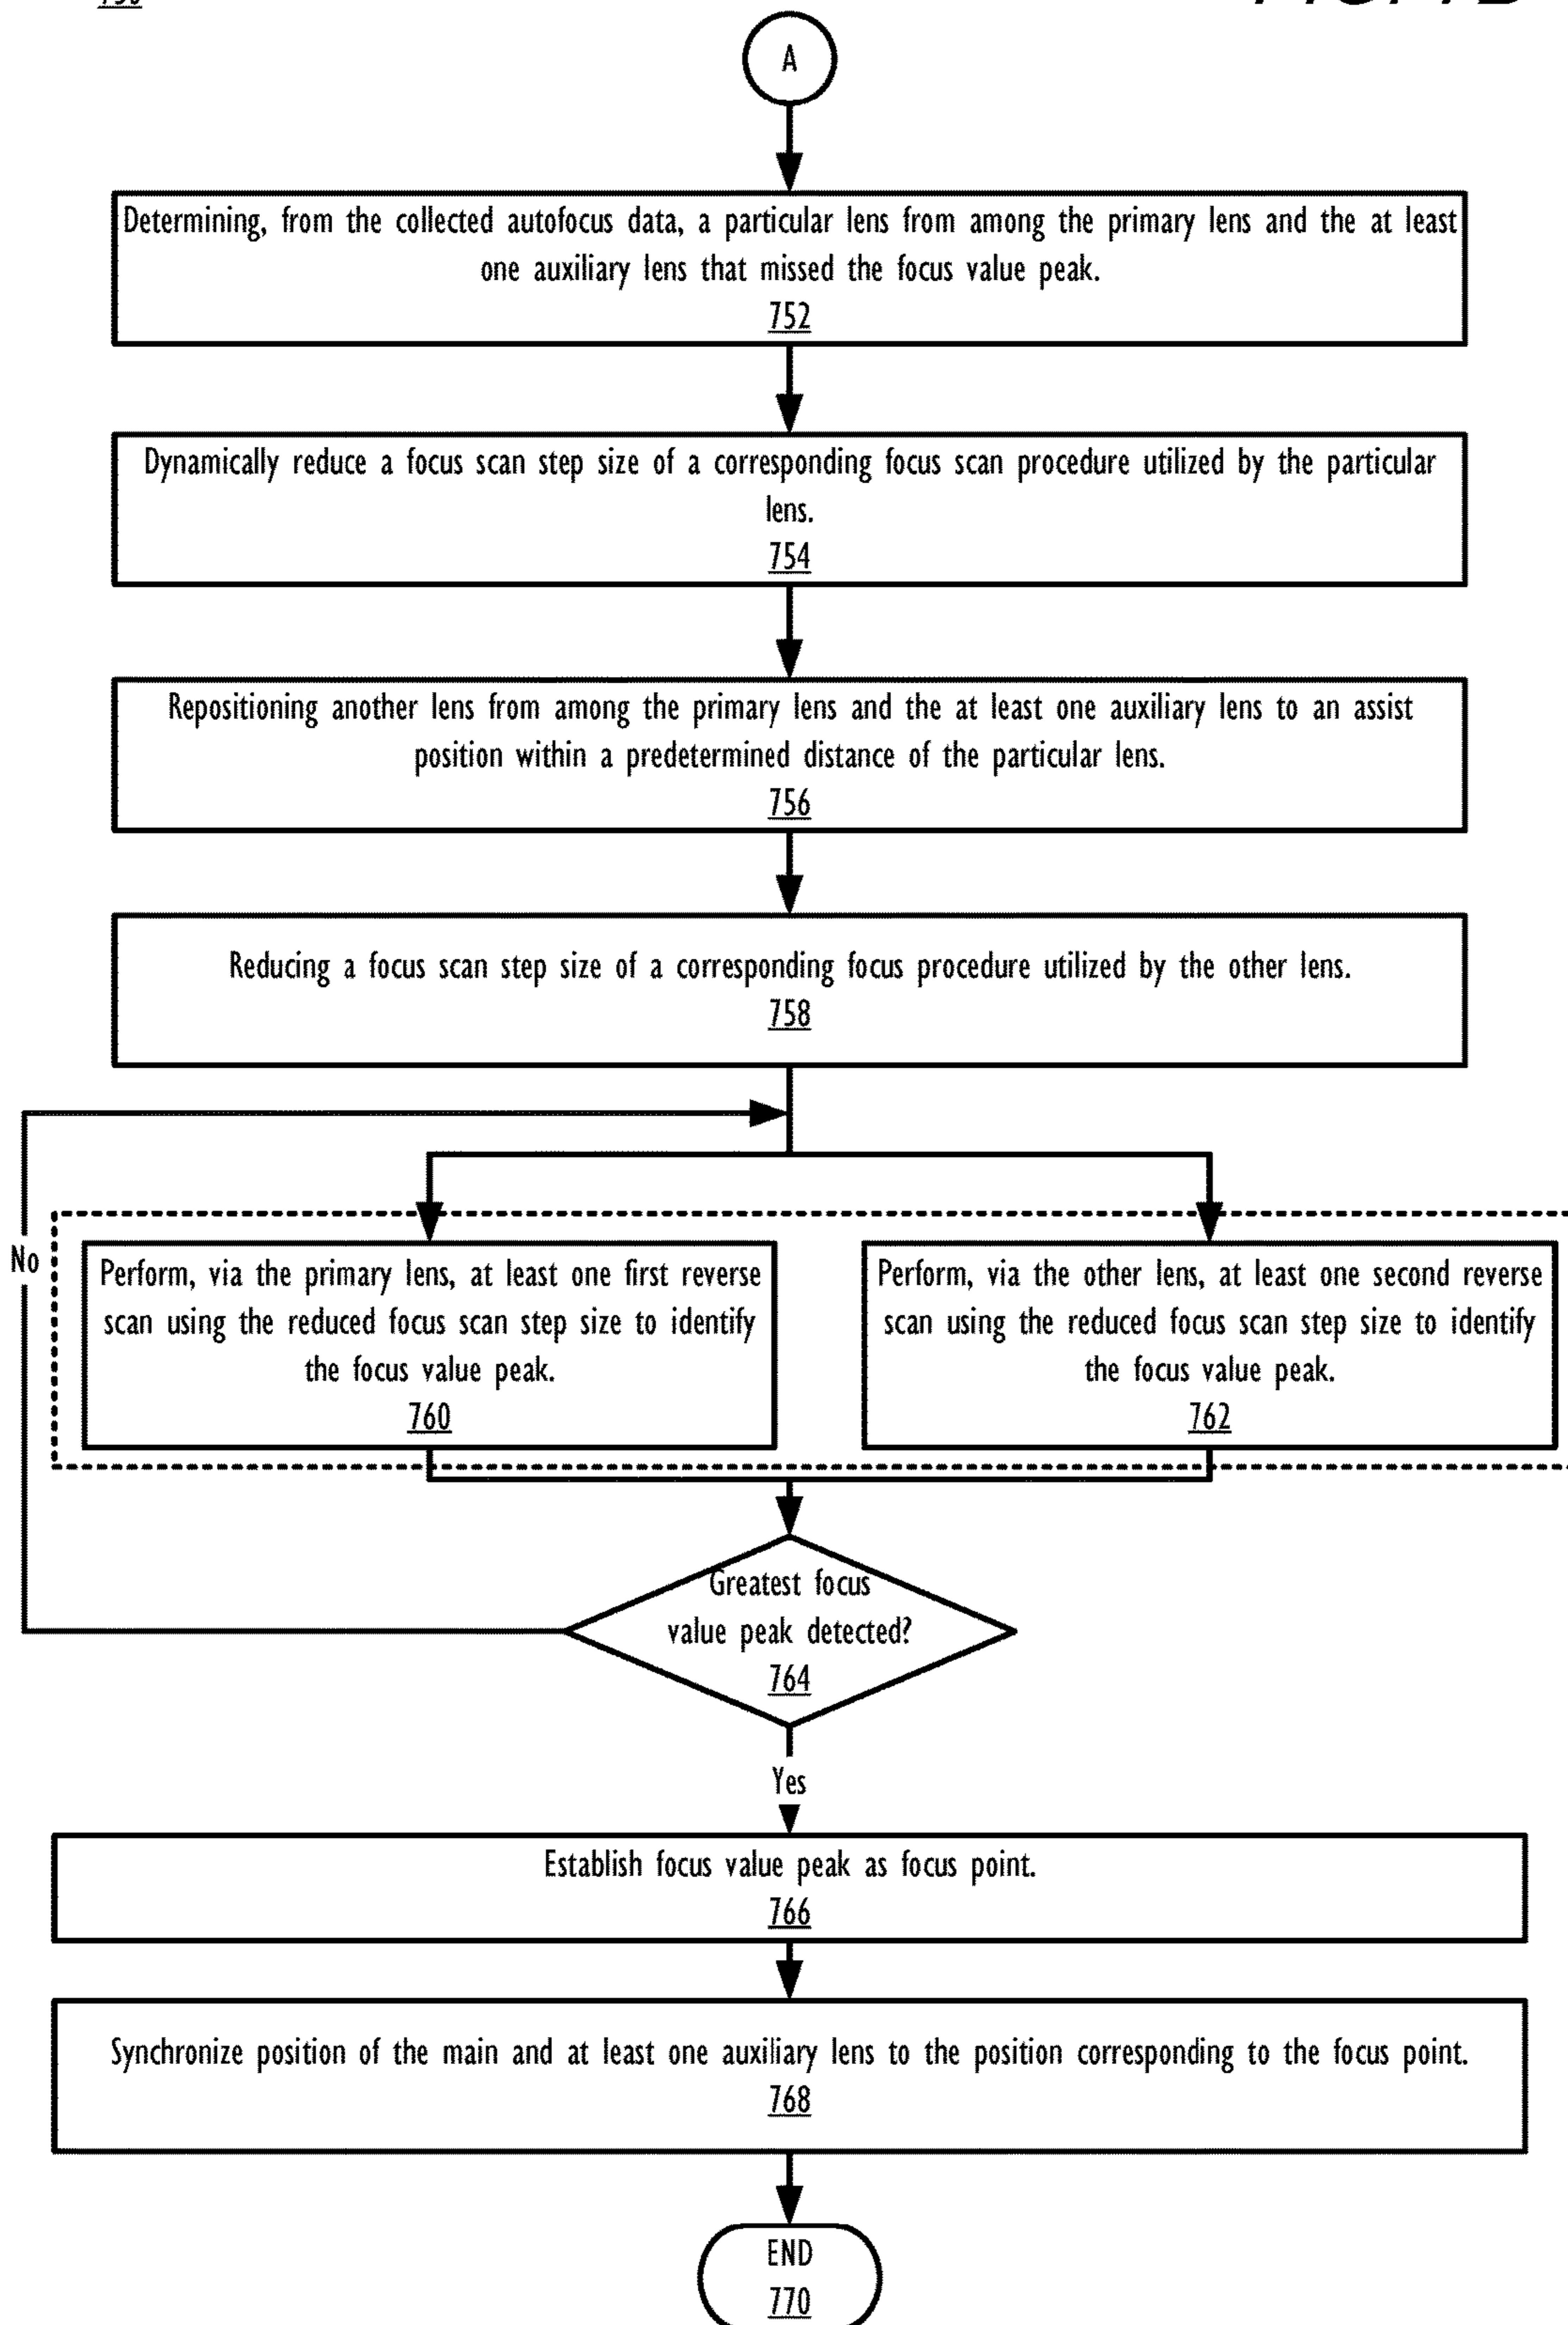 A
Determining, from the collected autofocus data, a particular lens from among the primary lens and the at least
one auxiliary lens that missed the focus value peak.
752
Dynamically reduce a focus scan step size of a corresponding focus scan procedure utilized by the particular
lens.
754
Repositioning another lens from among the primary lens and the at least one auxiliary lens to an assist
position within a predetermined distance of the particular lens.
756
Reducing a focus scan step size of a corresponding focus procedure utilized by the other lens.
758
No
Perform, via the primary lens, at least one first reverse
scan using the reduced focus scan step size to identify
the focus value peak.
760
Perform, via the other lens, at least one second reverse
scan using the reduced focus scan step size to identify
the focus value peak.
762
Greatest focus
value peak detected?
764
Yes
Establish focus value peak as focus point.
766
Synchronize position of the main and at least one auxiliary lens to the position corresponding to the focus point.
768
END
770